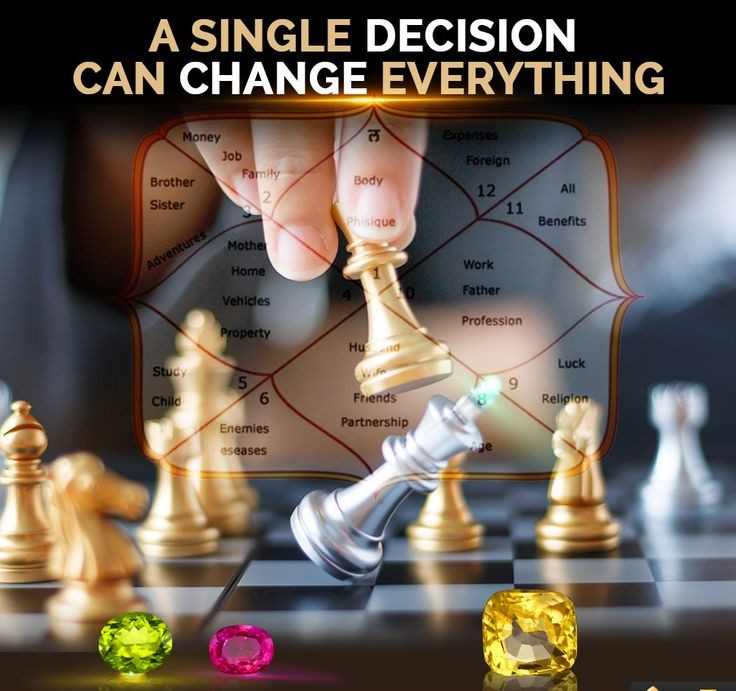 A SINGLE DECISION
CAN CHANGE EVERYTHING
Money
Job
Family
2
Brother
Sister
3
Adventures
ल
Body
Phisique
1
Expenses
Foreign
12
11
All
Benefits
Mother
Home
Vehicles
Property
4
10
Work
Father
Profession
Husband
Wife
Friends
Partnership
Study
Child
5
6
Enemies
eseases
8
Age
9
Luck
Religion